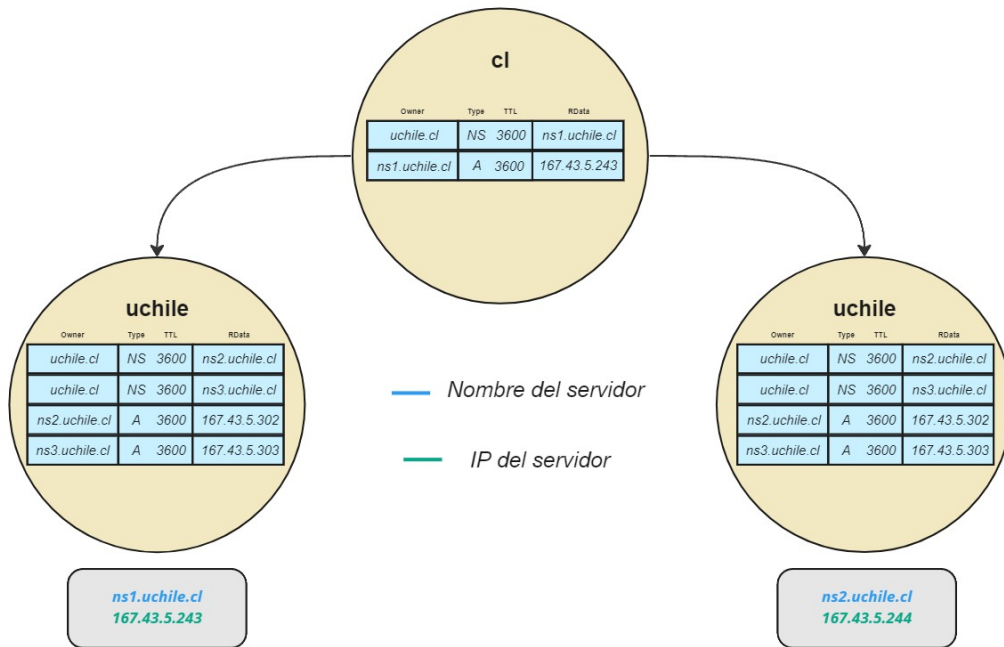 cl
Owner Type TTL RData
uchile.cl NS 3600 ns1.uchile.cl
ns1.uchile.cl A 3600 167.43.5.243
uchile
Owner Type TTL RData
uchile.cl NS 3600 ns2.uchile.cl
uchile.cl NS 3600 ns3.uchile.cl
ns2.uchile.cl A 3600 167.43.5.302
ns3.uchile.cl A 3600 167.43.5.303
ns1.uchile.cl
167.43.5.243
Nombre del servidor
IP del servidor
uchile
Owner Type TTL RData
uchile.cl NS 3600 ns2.uchile.cl
uchile.cl NS 3600 ns3.uchile.cl
ns2.uchile.cl A 3600 167.43.5.302
ns3.uchile.cl A 3600 167.43.5.303
ns2.uchile.cl
167.43.5.244